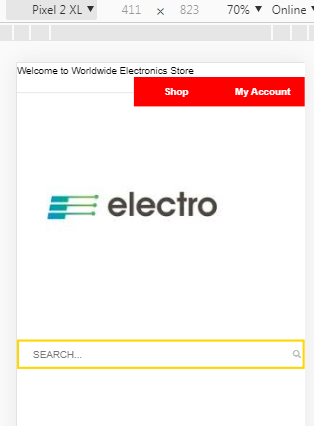 Pixel 2 XL ▼ 411 × 823 70% ▼ Online ▼
Welcome to Worldwide Electronics Store
Shop My Account
electro
SEARCH...